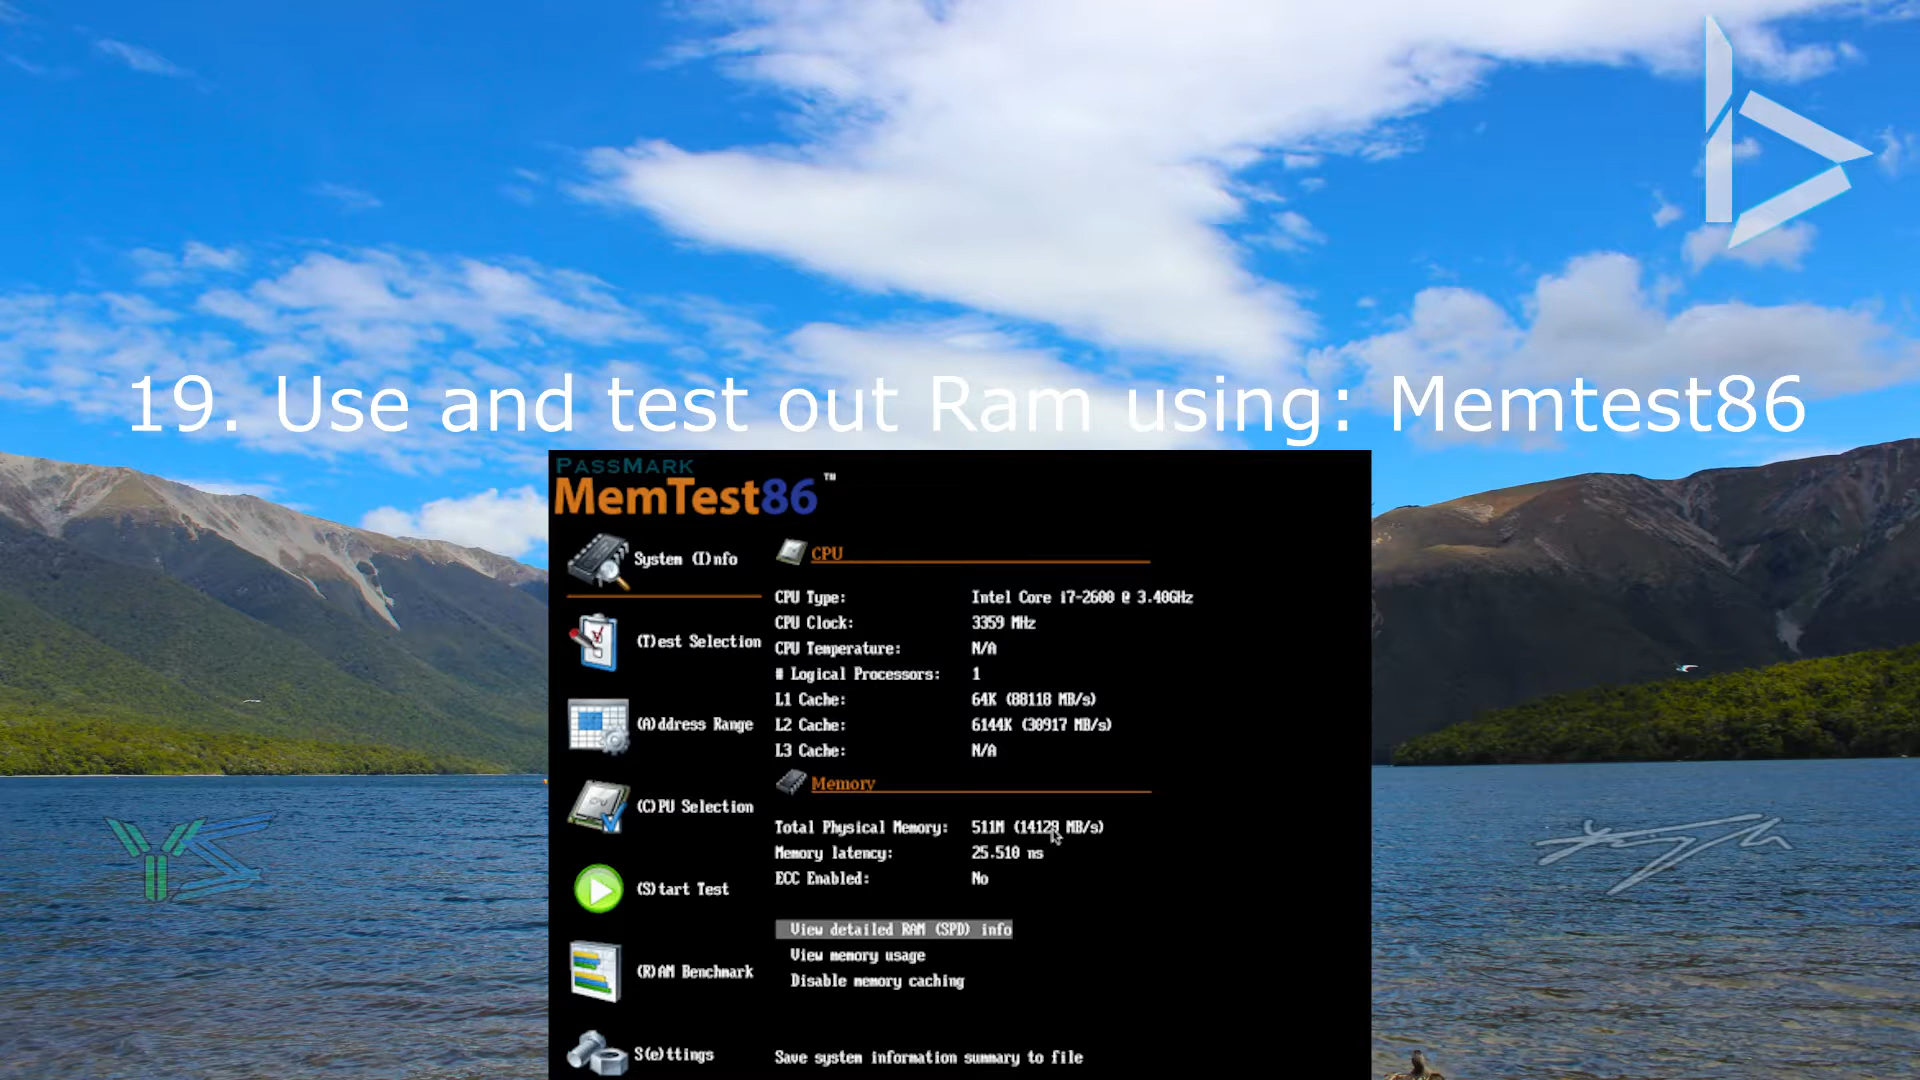 19. Use and test out Ram using: Memtest86
PASSMARK
MemTest86™
System (I)nfo
(T)est Selection
(A)ddress Range
(C)PU Selection
(S)tart Test
(R)AM Benchmark
S(e)ttings
CPU
CPU Type: Intel Core i7-2600 @ 3.40GHz
CPU Clock: 3359 MHz
CPU Temperature: N/A
# Logical Processors: 1
L1 Cache: 64K (88118 MB/s)
L2 Cache: 6144K (30917 MB/s)
L3 Cache: N/A
Memory
Total Physical Memory: 511M (14129 MB/s)
Memory latency: 25.510 ns
ECC Enabled: No
View detailed RAM (SPD) info
View memory usage
Disable memory caching
Save system information summary to file